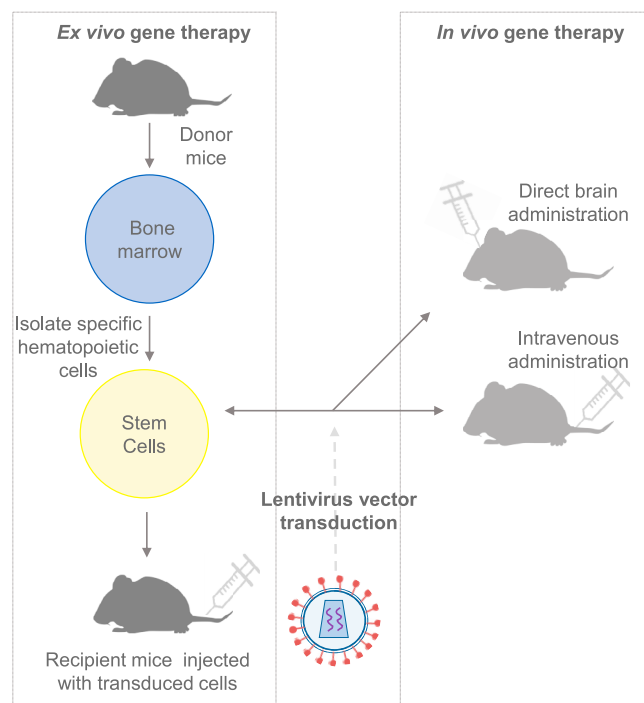 Ex vivo gene therapy
Donor
mice
Bone
marrow
Isolate specific
hematopoietic
cells
Stem
Cells
Recipient mice injected
with transduced cells
Lentivirus vector
transduction
In vivo gene therapy
Direct brain
administration
Intravenous
administration